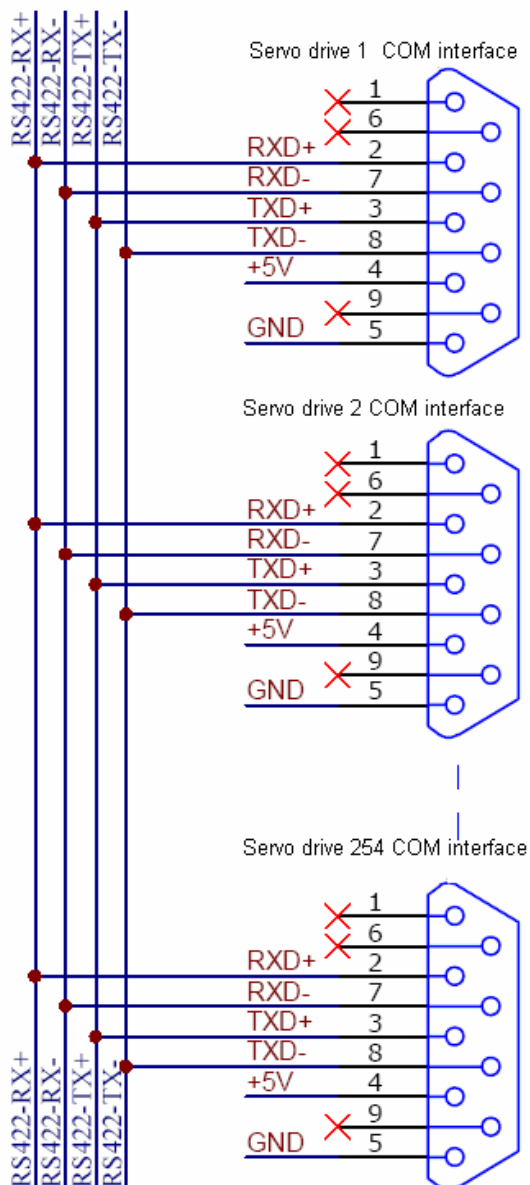 RS422-RX+
RS422-RX-
RS422-TX+
RS422-TX-
Servo drive 1 COM interface
1
6
RXD+ 2
RXD- 7
TXD+ 3
TXD- 8
+5V 4
9
GND 5
Servo drive 2 COM interface
1
6
RXD+ 2
RXD- 7
TXD+ 3
TXD- 8
+5V 4
9
GND 5
Servo drive 254 COM interface
1
6
RXD+ 2
RXD- 7
TXD+ 3
TXD- 8
+5V 4
9
GND 5
RS422-RX+
RS422-RX-
RS422-TX+
RS422-TX-